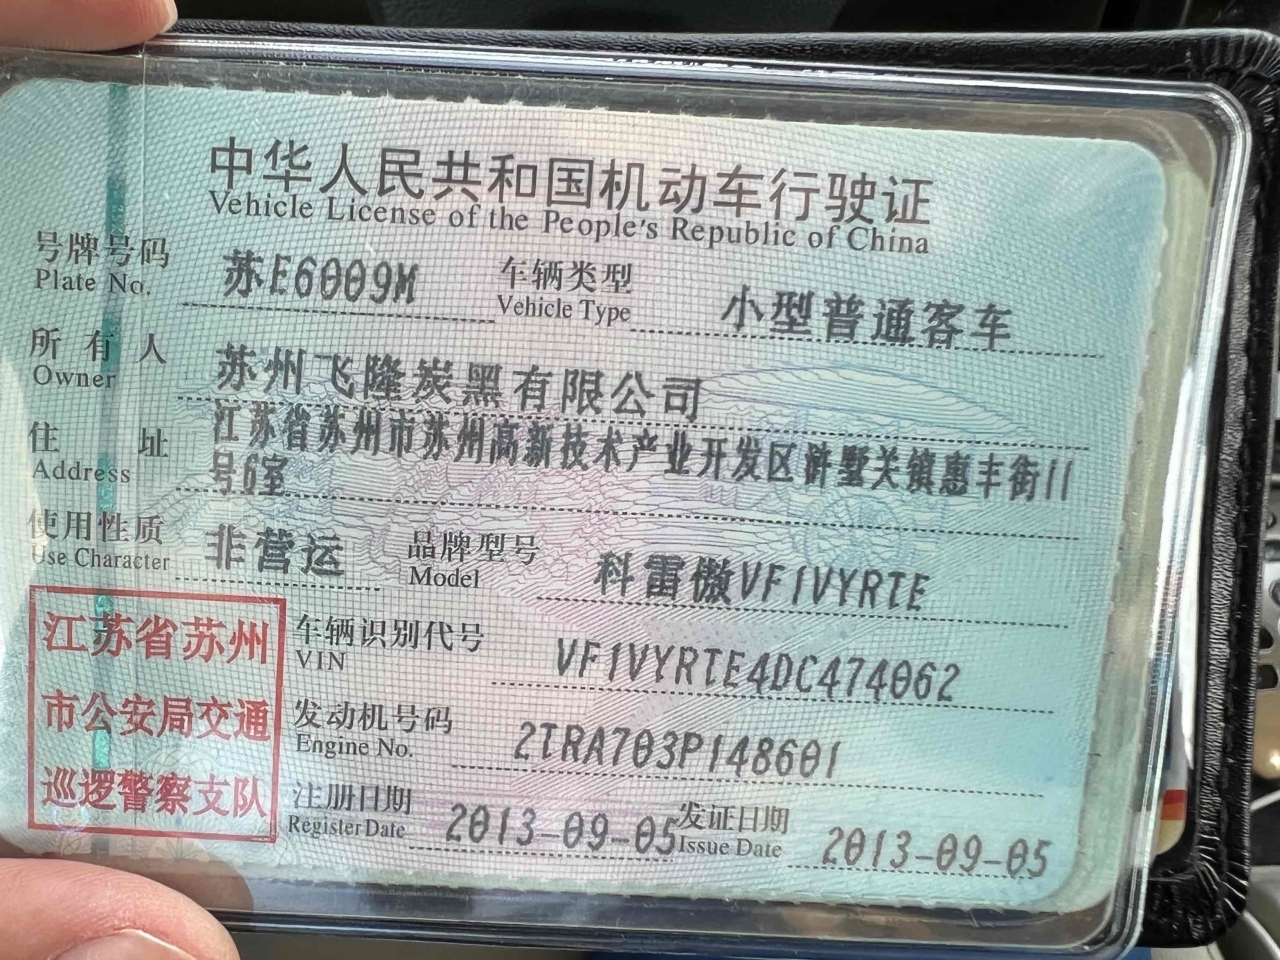 中华人民共和国机动车行驶证
Vehicle License of the People's Republic of China
号牌号码 苏E6009M 车辆类型 小型普通客车
Plate No. Vehicle Type
所有人 苏州飞隆炭黑有限公司
Owner
住址 江苏省苏州市苏州高新技术产业开发区浒墅关镇惠丰街11
Address 号6室
使用性质 非营运 品牌型号 科雷傲VF1VYRTE
Use Character Model
江苏省苏州
市公安局交通
巡逻警察支队
车辆识别代号 VF1VYRTE4DC474062
VIN
发动机号码 2TRA703P148601
Engine No.
注册日期 2013-09-05 发证日期 2013-09-05
Register Date Issue Date